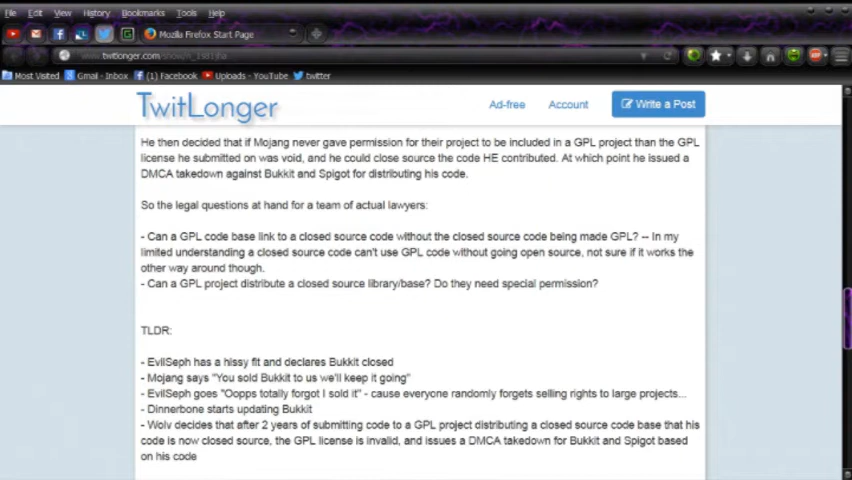 File Edit View History Bookmarks Tools Help
Mozilla Firefox Start Page
www.twitlonger.com/show/n_1981jha
Most Visited Gmail - Inbox (1) Facebook Uploads - YouTube twitter
TwitLonger Ad-free Account Write a Post
He then decided that if Mojang never gave permission for their project to be included in a GPL project than the GPL
license he submitted on was void, and he could close source the code HE contributed. At which point he issued a
DMCA takedown against Bukkit and Spigot for distributing his code.
So the legal questions at hand for a team of actual lawyers:
- Can a GPL code base link to a closed source code without the closed source code being made GPL? -- In my
limited understanding a closed source code can't use GPL code without going open source, not sure if it works the
other way around though.
- Can a GPL project distribute a closed source library/base? Do they need special permission?
TLDR:
- EvilSeph has a hissy fit and declares Bukkit closed
- Mojang says "You sold Bukkit to us we'll keep it going"
- EvilSeph goes "Oopps totally forgot I sold it" - cause everyone randomly forgets selling rights to large projects...
- Dinnerbone starts updating Bukkit
- Wolv decides that after 2 years of submitting code to a GPL project distributing a closed source code base that his
code is now closed source, the GPL license is invalid, and issues a DMCA takedown for Bukkit and Spigot based
on his code